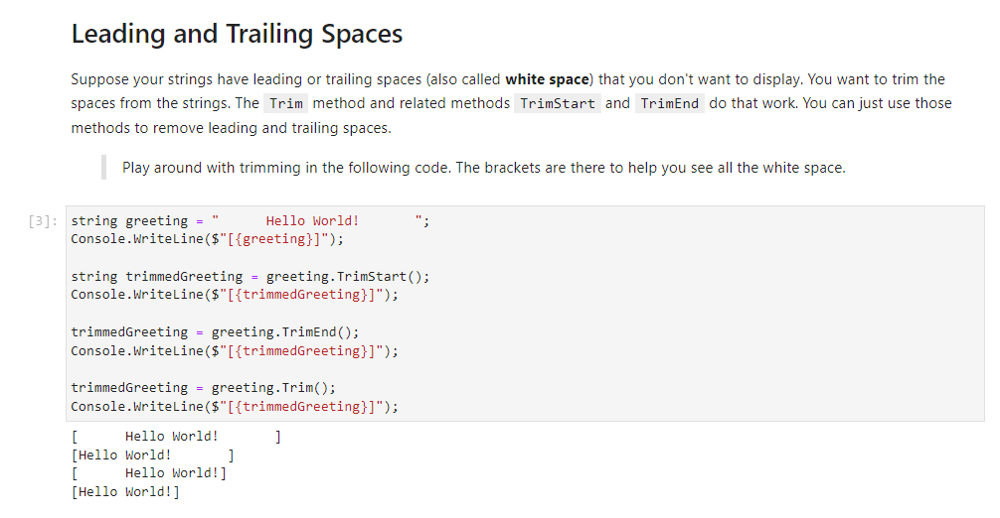 Leading and Trailing Spaces
Suppose your strings have leading or trailing spaces (also called white space) that you don't want to display. You want to trim the
spaces from the strings. The Trim method and related methods TrimStart and TrimEnd do that work. You can just use those
methods to remove leading and trailing spaces.
Play around with trimming in the following code. The brackets are there to help you see all the white space.
[3]: string greeting = "      Hello World!       ";
Console.WriteLine($"[{greeting}]");
string trimmedGreeting = greeting.TrimStart();
Console.WriteLine($"[{trimmedGreeting}]");
trimmedGreeting = greeting.TrimEnd();
Console.WriteLine($"[{trimmedGreeting}]");
trimmedGreeting = greeting.Trim();
Console.WriteLine($"[{trimmedGreeting}]");
[      Hello World!       ]
[Hello World!       ]
[      Hello World!]
[Hello World!]